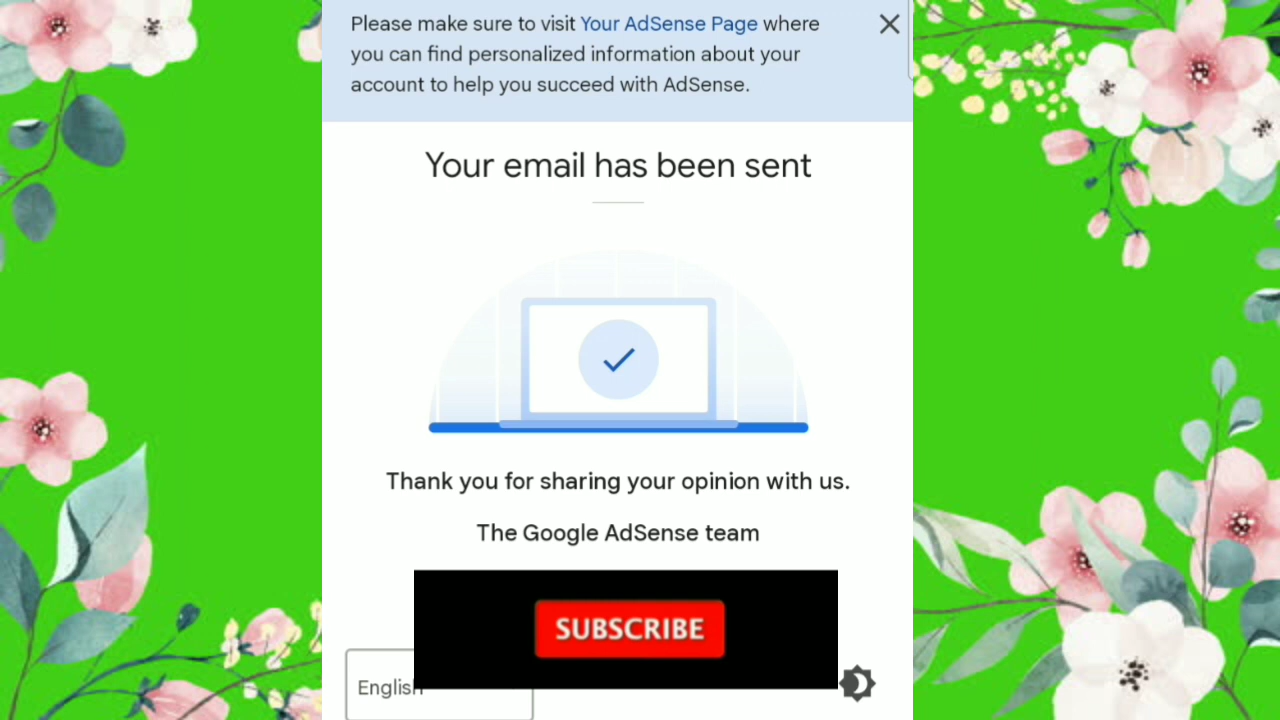 Please make sure to visit Your AdSense Page where
you can find personalized information about your
account to help you succeed with AdSense.
Your email has been sent
Thank you for sharing your opinion with us.
The Google AdSense team
SUBSCRIBE
English